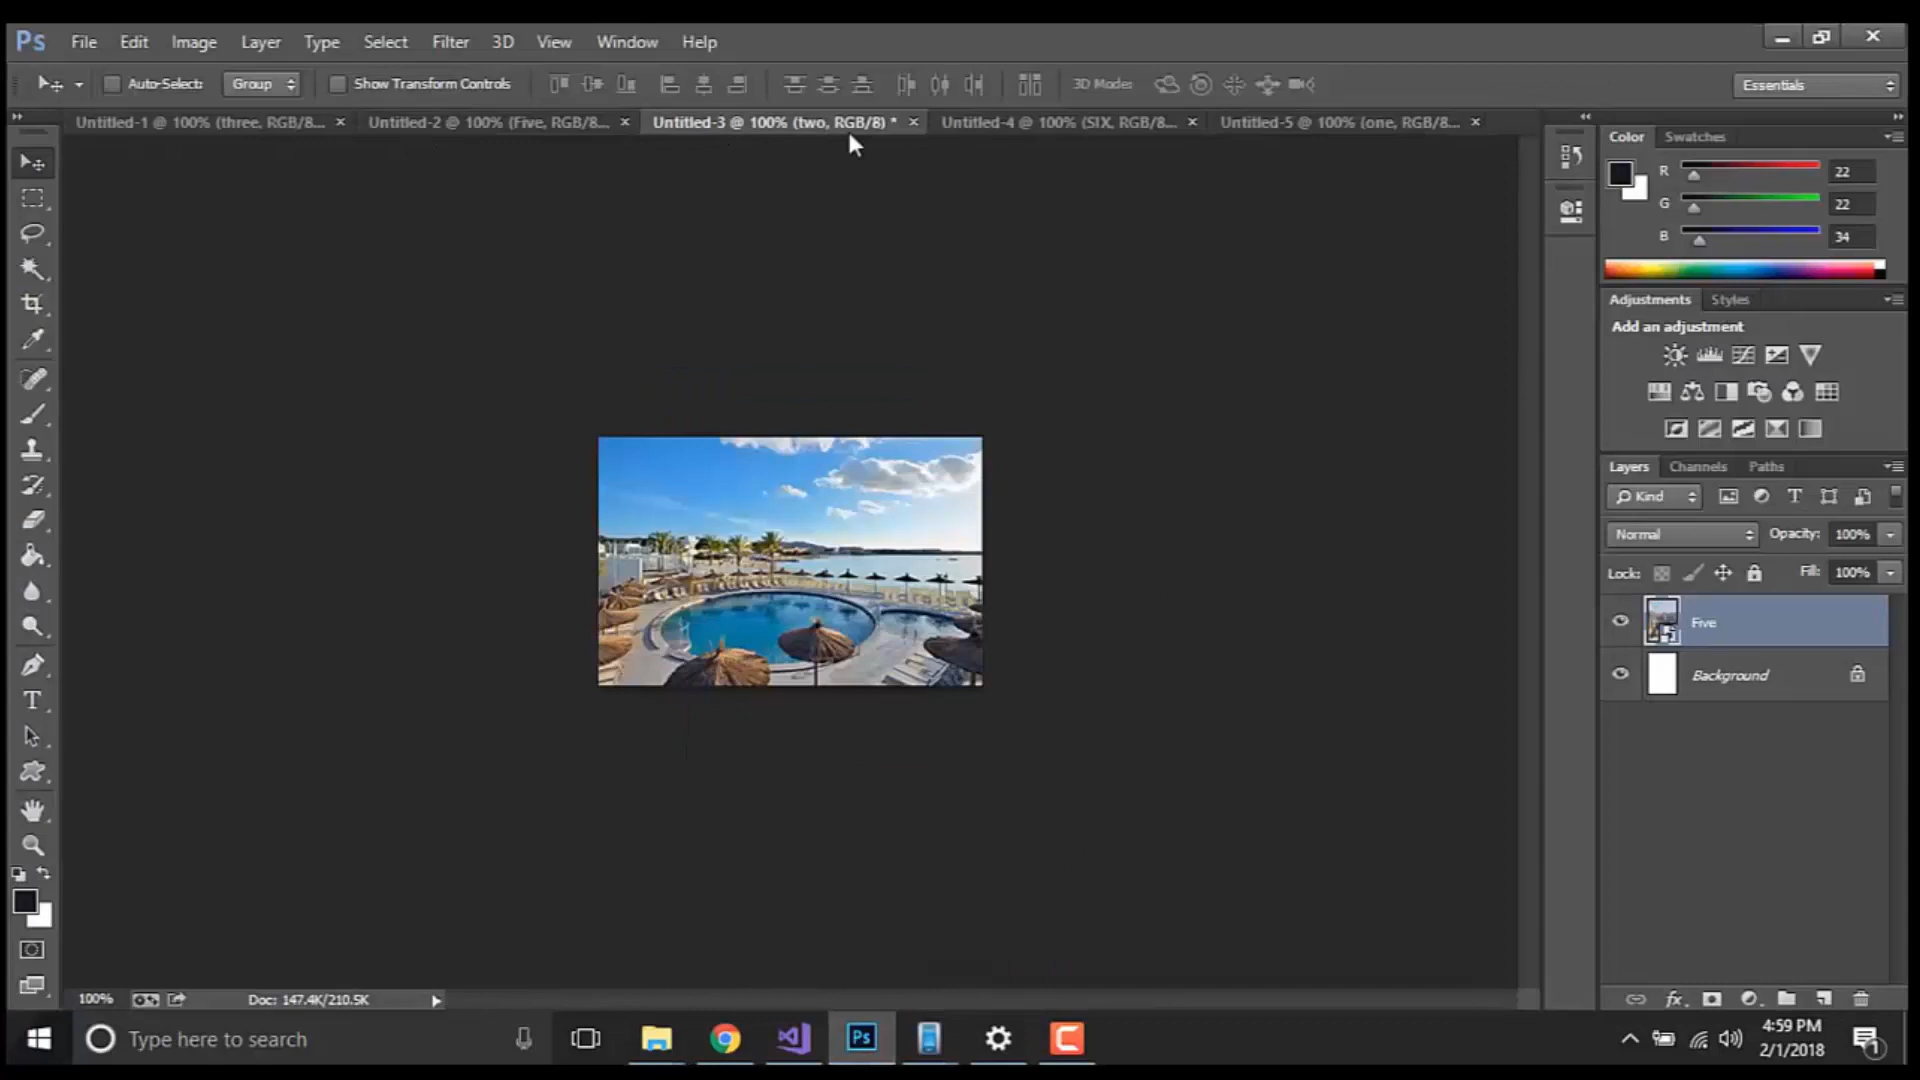 Ps File Edit Image Layer Type Select Filter 3D View Window Help
Auto-Select: Group Show Transform Controls 3D Mode: Essentials
Untitled-1 @ 100% (three, RGB/8... × Untitled-2 @ 100% (Five, RGB/8... × Untitled-3 @ 100% (two, RGB/8) * × Untitled-4 @ 100% (SIX, RGB/8... × Untitled-5 @ 100% (one, RGB/8... ×
Color Swatches
R 22
G 22
B 34
Adjustments Styles
Add an adjustment
Layers Channels Paths
Kind
Normal Opacity: 100%
Lock: Fill: 100%
Five
Background
100% Doc: 147.4K/210.5K
Type here to search
Ps
4:59 PM
2/1/2018
1